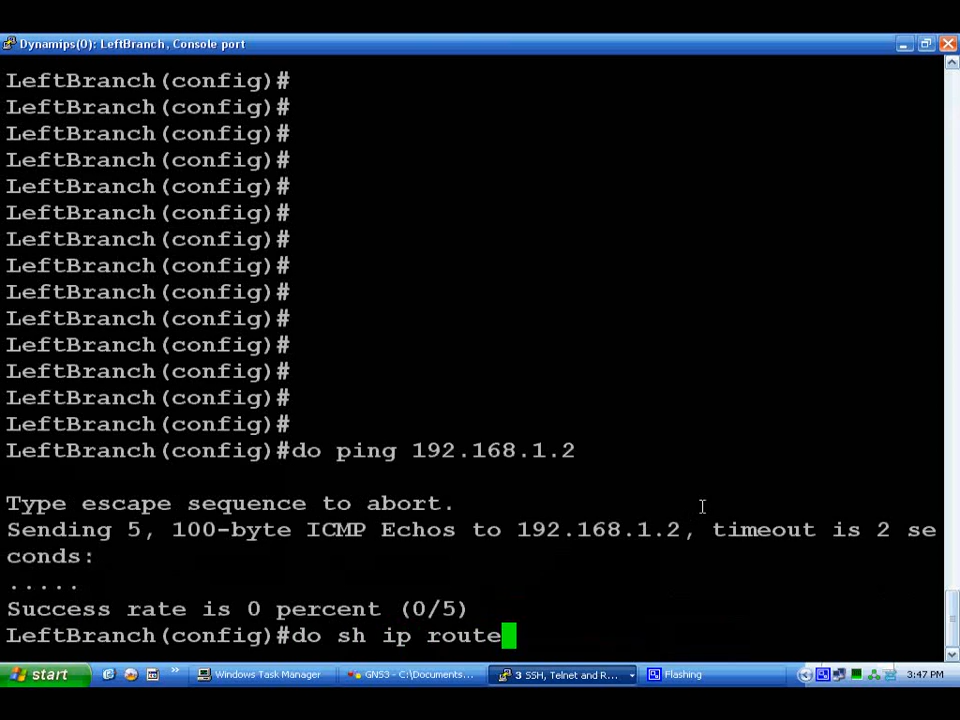 Dynamips(0): LeftBranch, Console port
LeftBranch(config)#
LeftBranch(config)#
LeftBranch(config)#
LeftBranch(config)#
LeftBranch(config)#
LeftBranch(config)#
LeftBranch(config)#
LeftBranch(config)#
LeftBranch(config)#
LeftBranch(config)#
LeftBranch(config)#
LeftBranch(config)#
LeftBranch(config)#
LeftBranch(config)#
LeftBranch(config)#do ping 192.168.1.2
Type escape sequence to abort.
Sending 5, 100-byte ICMP Echos to 192.168.1.2, timeout is 2 se
conds:
.....
Success rate is 0 percent (0/5)
LeftBranch(config)#do sh ip route
start » Windows Task Manager GNS3 - C:\Documents... 3 SSH, Telnet and R... Flashing 3:47 PM